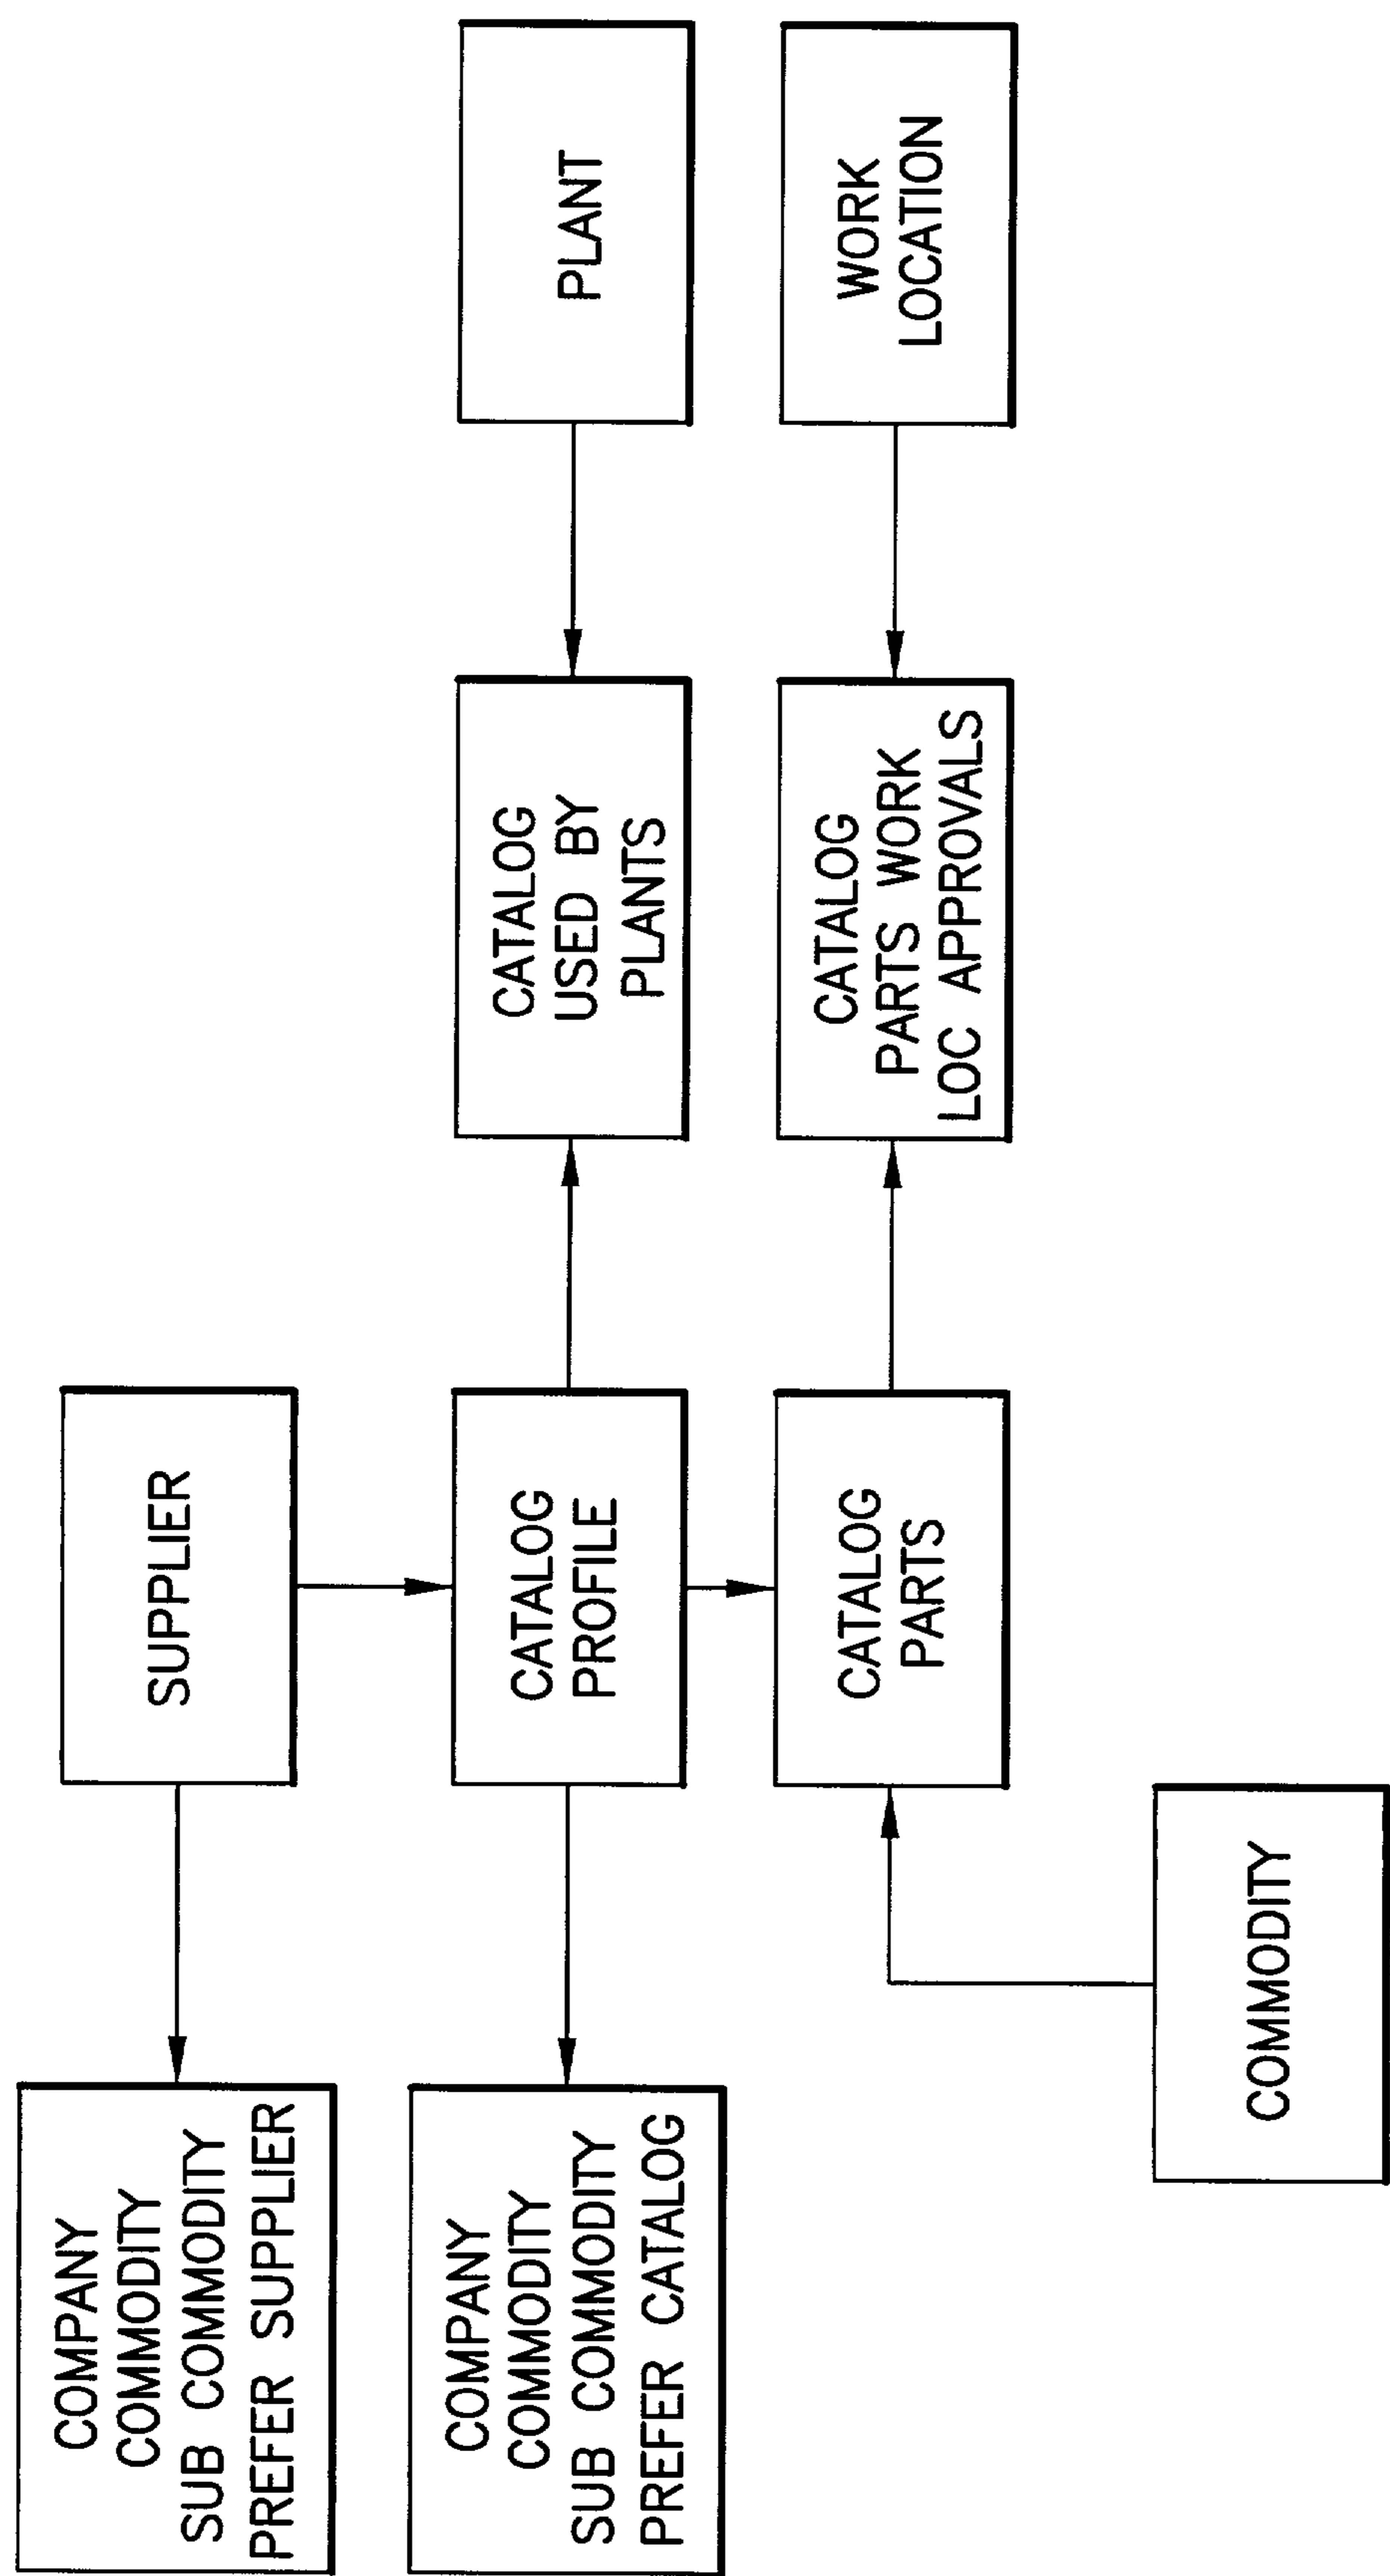 COMPANY
COMMODITY
SUB COMMODITY
PREFER SUPPLIER
SUPPLIER
COMPANY
COMMODITY
SUB COMMODITY
PREFER CATALOG
CATALOG
PROFILE
CATALOG
USED BY
PLANTS
PLANT
CATALOG
PARTS
CATALOG
PARTS WORK
LOC APPROVALS
WORK
LOCATION
COMMODITY